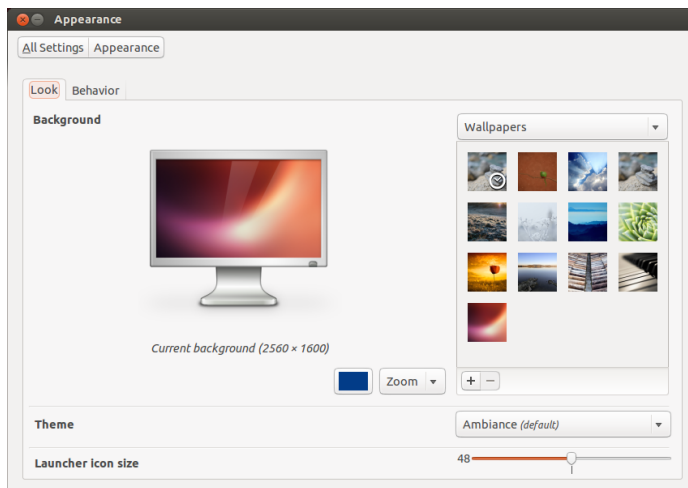 Appearance
All Settings Appearance
Look Behavior
Background
Wallpapers
Current background (2560 × 1600)
Zoom
+ −
Theme
Ambiance (default)
Launcher icon size
48